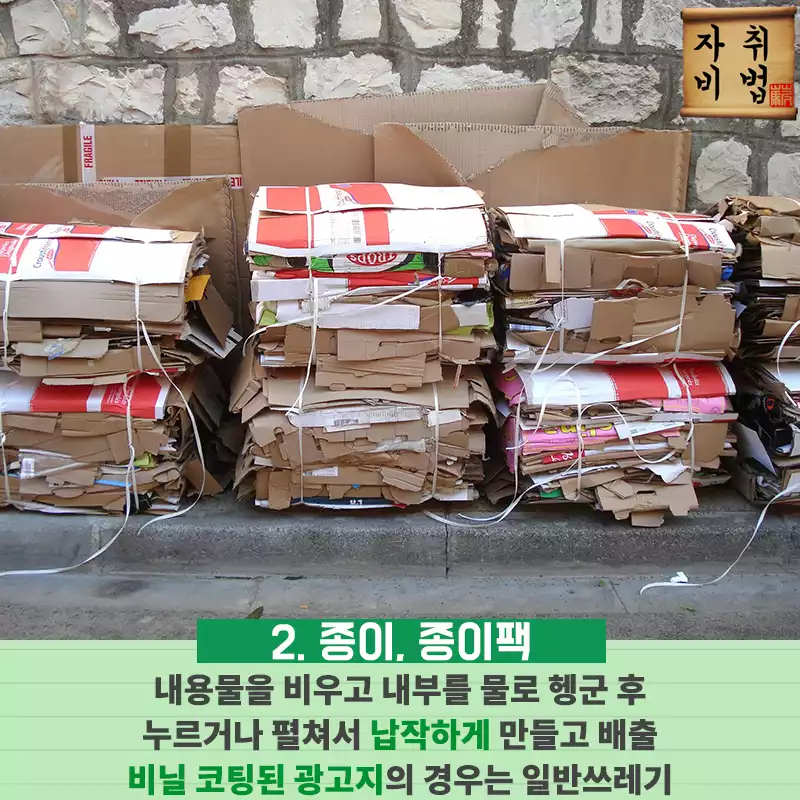 자취
비법
FRAGILE
TROPS
2. 종이, 종이팩
내용물을 비우고 내부를 물로 헹군 후
누르거나 펼쳐서 납작하게 만들고 배출
비닐 코팅된 광고지의 경우는 일반쓰레기